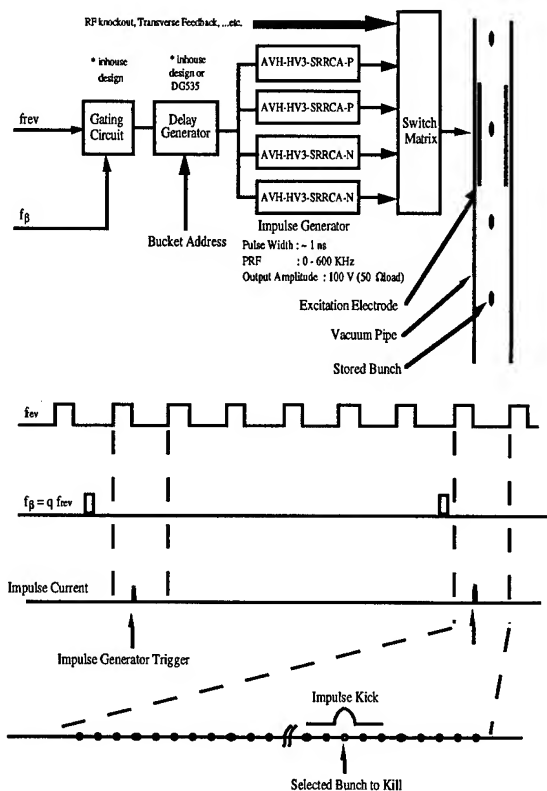 RF knockout, Transverse Feedback, ...etc.
* inhouse
design
* inhouse
design or
DG535
frev
Gating
Circuit
Delay
Generator
AVH-HV3-SRRCA-P
AVH-HV3-SRRCA-P
AVH-HV3-SRRCA-N
AVH-HV3-SRRCA-N
Switch
Matrix
fβ
Bucket Address
Impulse Generator
Pulse Width : ~ 1 ns
PRF : 0 - 600 KHz
Output Amplitude : 100 V (50 Ωload)
Excitation Electrode
Vacuum Pipe
Stored Bunch
frev
fβ = q frev
Impulse Current
Impulse Generator Trigger
Impulse Kick
Selected Bunch to Kill